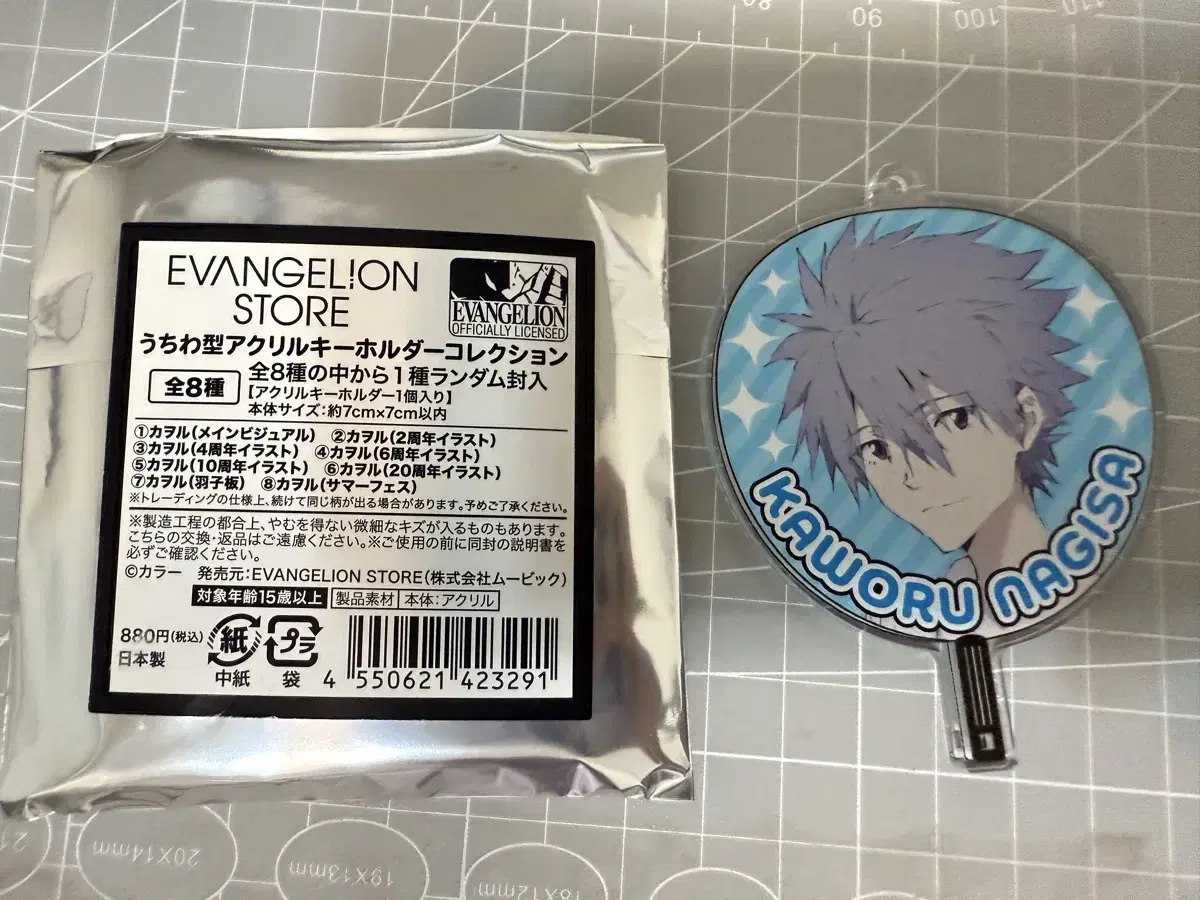 80
90
100
110
EVANGEL!ON
STORE
EVANGELION
OFFICIALLY LICENSED
うちわ型アクリルキーホルダーコレクション
全8種
全8種の中から1種ランダム封入
【アクリルキーホルダー1個入り】
本体サイズ:約7cm×7cm以内
①カヲル(メインビジュアル) ②カヲル(2周年イラスト)
③カヲル(4周年イラスト) ④カヲル(6周年イラスト)
⑤カヲル(10周年イラスト) ⑥カヲル(20周年イラスト)
⑦カヲル(羽子板) ⑧カヲル(サマーフェス)
※トレーディングの仕様上、続けて同じ柄が出る場合があります。予めご了承ください。
※製造工程の都合上、やむを得ない微細なキズが入るものもあります。
こちらの交換・返品はご遠慮ください。※ご使用の前に同封の説明書を
必ずご確認ください。
©カラー 発売元:EVANGELION STORE(株式会社ムービック)
対象年齢15歳以上 製品素材 本体:アクリル
880円(税込)
日本製
紙
中紙
プラ
袋
4 550621 423291
KAWORU NAGISA
21
20X14mm
19X13mm
18X12mm